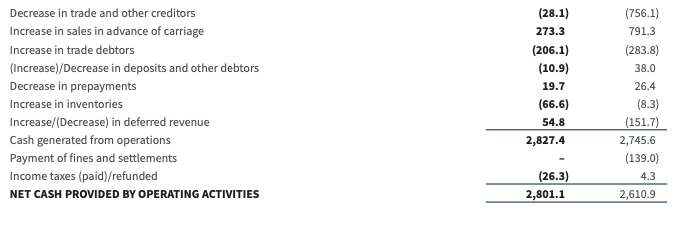 Decrease in trade and other creditors (28.1) (756.1)
Increase in sales in advance of carriage 273.3 791.3
Increase in trade debtors (206.1) (283.8)
(Increase)/Decrease in deposits and other debtors (10.9) 38.0
Decrease in prepayments 19.7 26.4
Increase in inventories (66.6) (8.3)
Increase/(Decrease) in deferred revenue 54.8 (151.7)
Cash generated from operations 2,827.4 2,745.6
Payment of fines and settlements – (139.0)
Income taxes (paid)/refunded (26.3) 4.3
NET CASH PROVIDED BY OPERATING ACTIVITIES 2,801.1 2,610.9